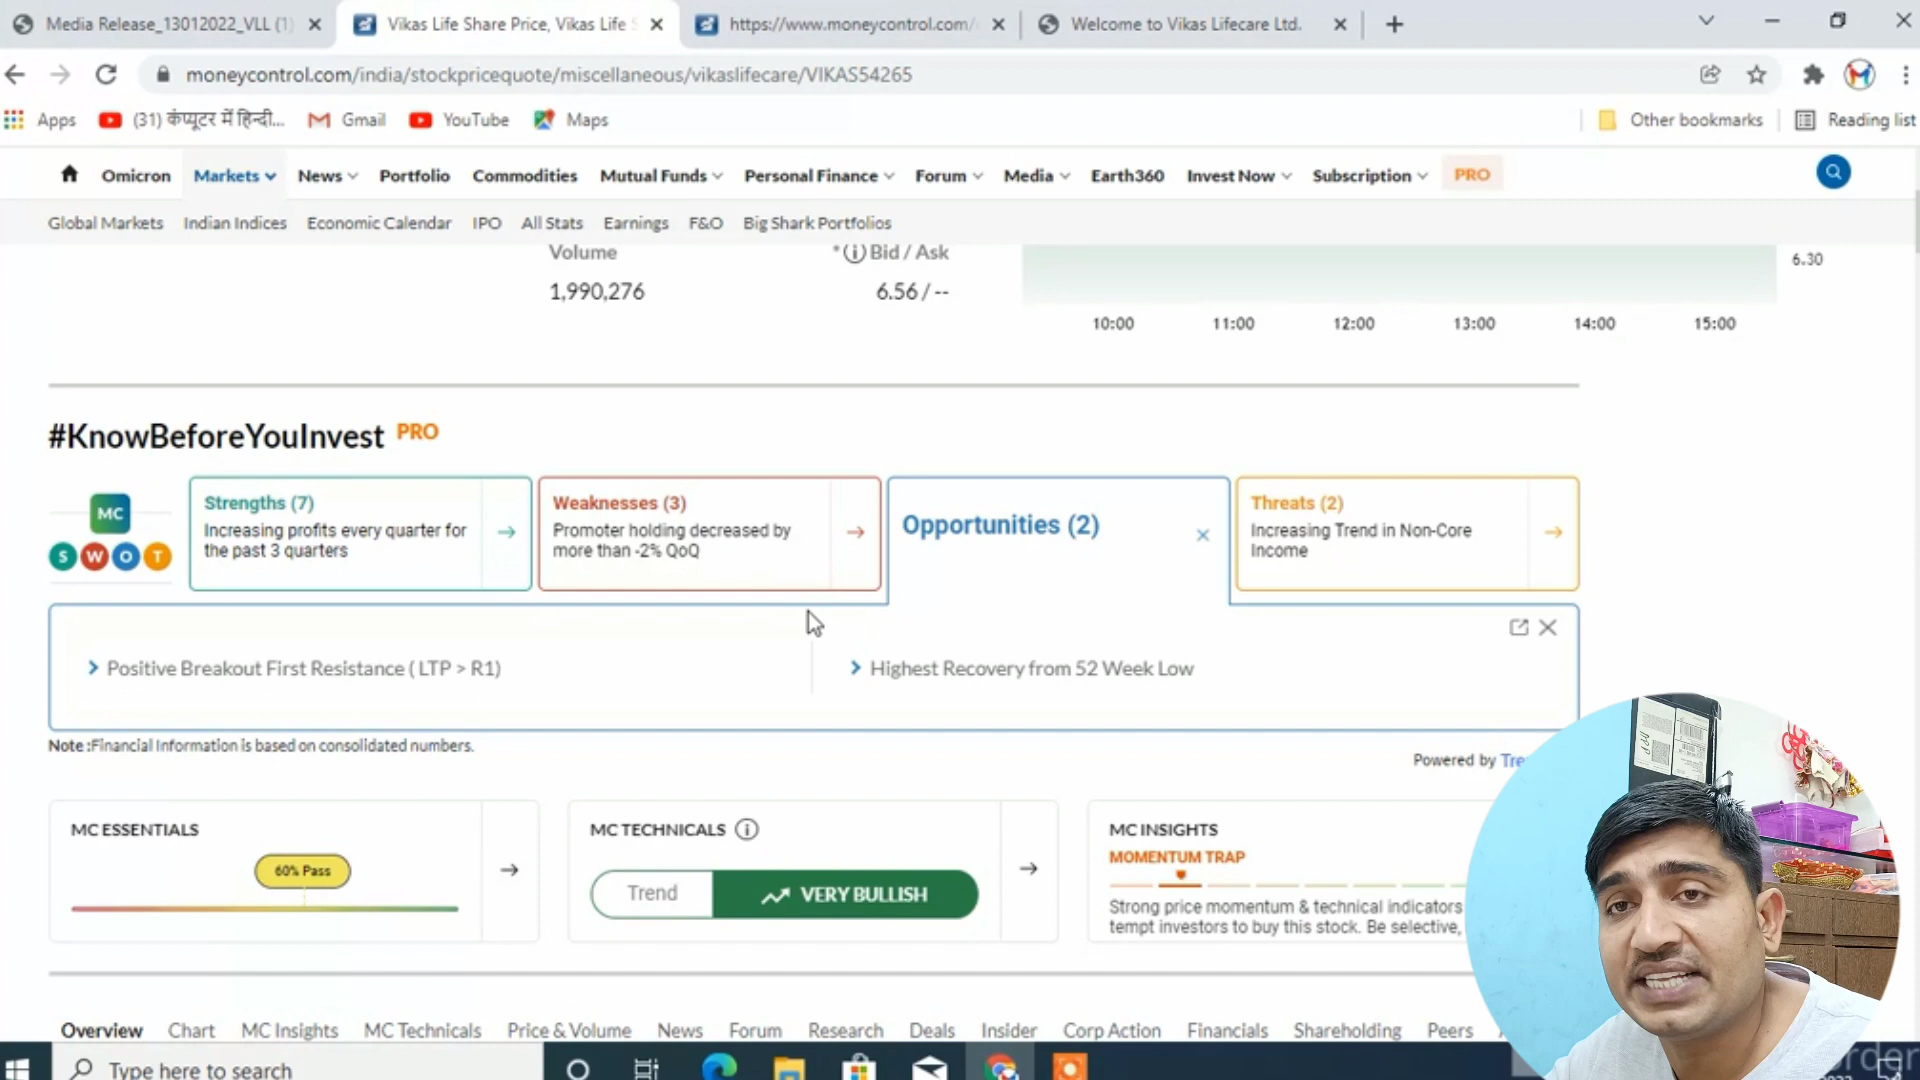 Media Release_13012022_VLL (1)
Vikas Life Share Price, Vikas Life S
https://www.moneycontrol.com/
Welcome to Vikas Lifecare Ltd.
moneycontrol.com/india/stockpricequote/miscellaneous/vikaslifecare/VIKAS54265
Apps
(31) कंप्यूटर में हिन्दी...
Gmail
YouTube
Maps
Other bookmarks
Reading list
Omicron
Markets
News
Portfolio
Commodities
Mutual Funds
Personal Finance
Forum
Media
Earth360
Invest Now
Subscription
PRO
Global Markets
Indian Indices
Economic Calendar
IPO
All Stats
Earnings
F&O
Big Shark Portfolios
Volume
* Bid / Ask
6.30
1,990,276
6.56 / --
10:00 11:00 12:00 13:00 14:00 15:00
#KnowBeforeYouInvest PRO
MC
S W O T
Strengths (7)
Increasing profits every quarter for
the past 3 quarters
Weaknesses (3)
Promoter holding decreased by
more than -2% QoQ
Opportunities (2)
Threats (2)
Increasing Trend in Non-Core
Income
Positive Breakout First Resistance ( LTP > R1)
Highest Recovery from 52 Week Low
Note :Financial Information is based on consolidated numbers.
Powered by Tre
MC ESSENTIALS
60% Pass
MC TECHNICALS
Trend
VERY BULLISH
MC INSIGHTS
MOMENTUM TRAP
Strong price momentum & technical indicators
tempt investors to buy this stock. Be selective,
Overview
Chart
MC Insights
MC Technicals
Price & Volume
News
Forum
Research
Deals
Insider
Corp Action
Financials
Shareholding
Peers
Type here to search